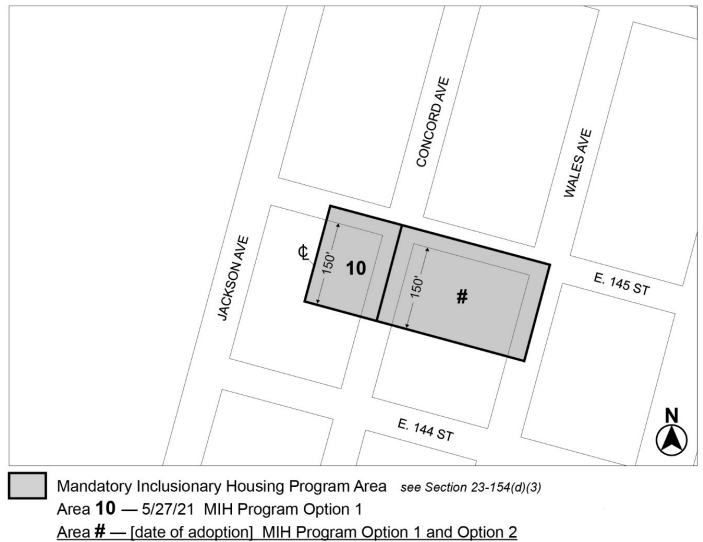 CONCORD AVE
WALES AVE
JACKSON AVE
℄
150'
10
150'
#
E. 145 ST
E. 144 ST
N
Mandatory Inclusionary Housing Program Area see Section 23-154(d)(3)
Area 10 — 5/27/21 MIH Program Option 1
Area # — [date of adoption] MIH Program Option 1 and Option 2